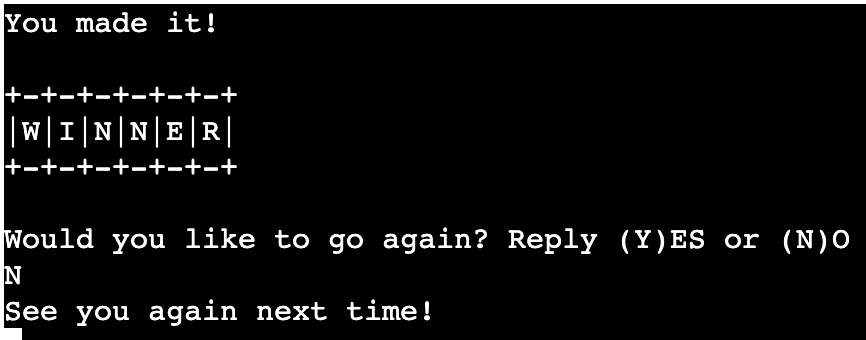 You made it!
+-+-+-+-+-+-+
|W|I|N|N|E|R|
+-+-+-+-+-+-+
Would you like to go again? Reply (Y)ES or (N)O
N
See you again next time!